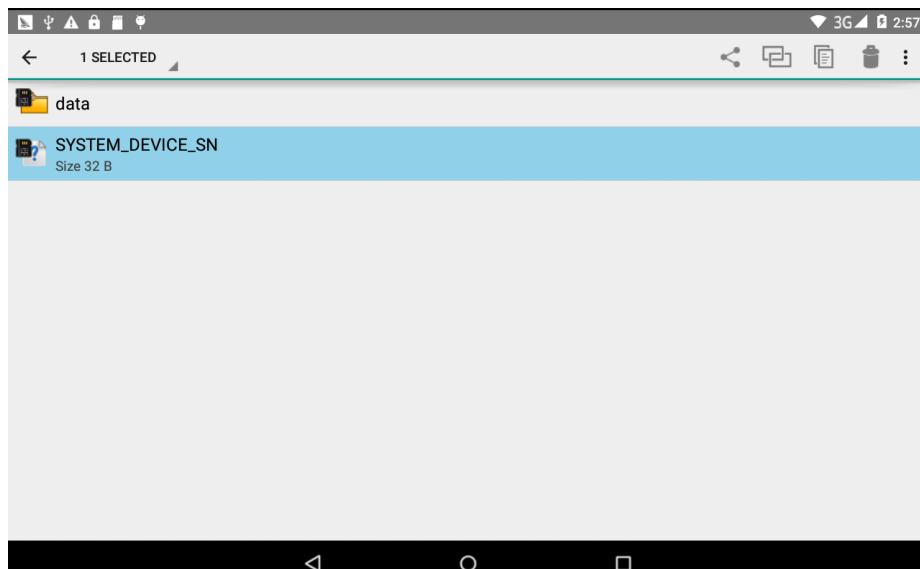 3G 2:57
1 SELECTED
data
SYSTEM_DEVICE_SN
Size 32 B